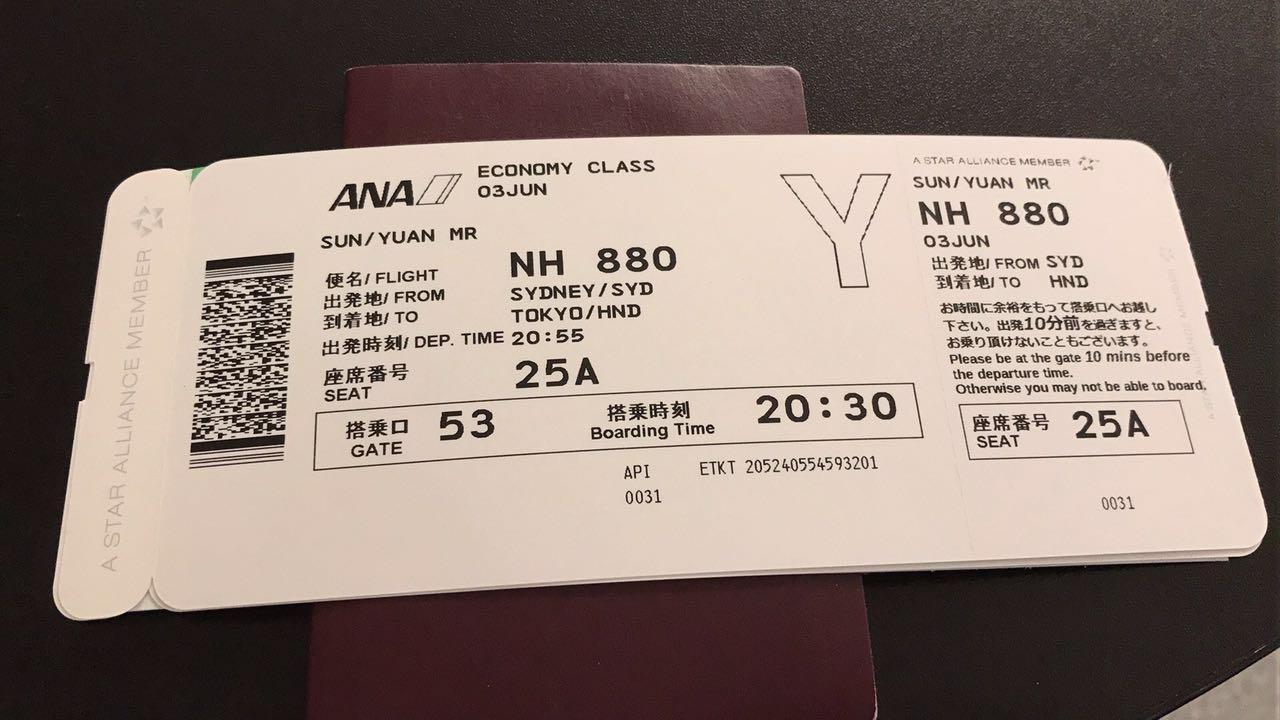 A STAR ALLIANCE MEMBER
ANA
ECONOMY CLASS
03JUN
Y
SUN/YUAN MR
便名/ FLIGHT NH 880
出発地/ FROM SYDNEY/SYD
到着地/ TO TOKYO/HND
出発時刻/ DEP. TIME 20:55
座席番号 25A
SEAT
搭乗口 53 搭乗時刻 20:30
GATE Boarding Time
API ETKT 205240554593201
0031
A STAR ALLIANCE MEMBER
SUN/YUAN MR
NH 880
03JUN
出発地/ FROM SYD
到着地/ TO HND
お時間に余裕をもって搭乗口へお越し
下さい。出発10分前を過ぎますと、
お乗り頂けないこともございます。
Please be at the gate 10 mins before
the departure time.
Otherwise you may not be able to board.
座席番号 25A
SEAT
0031